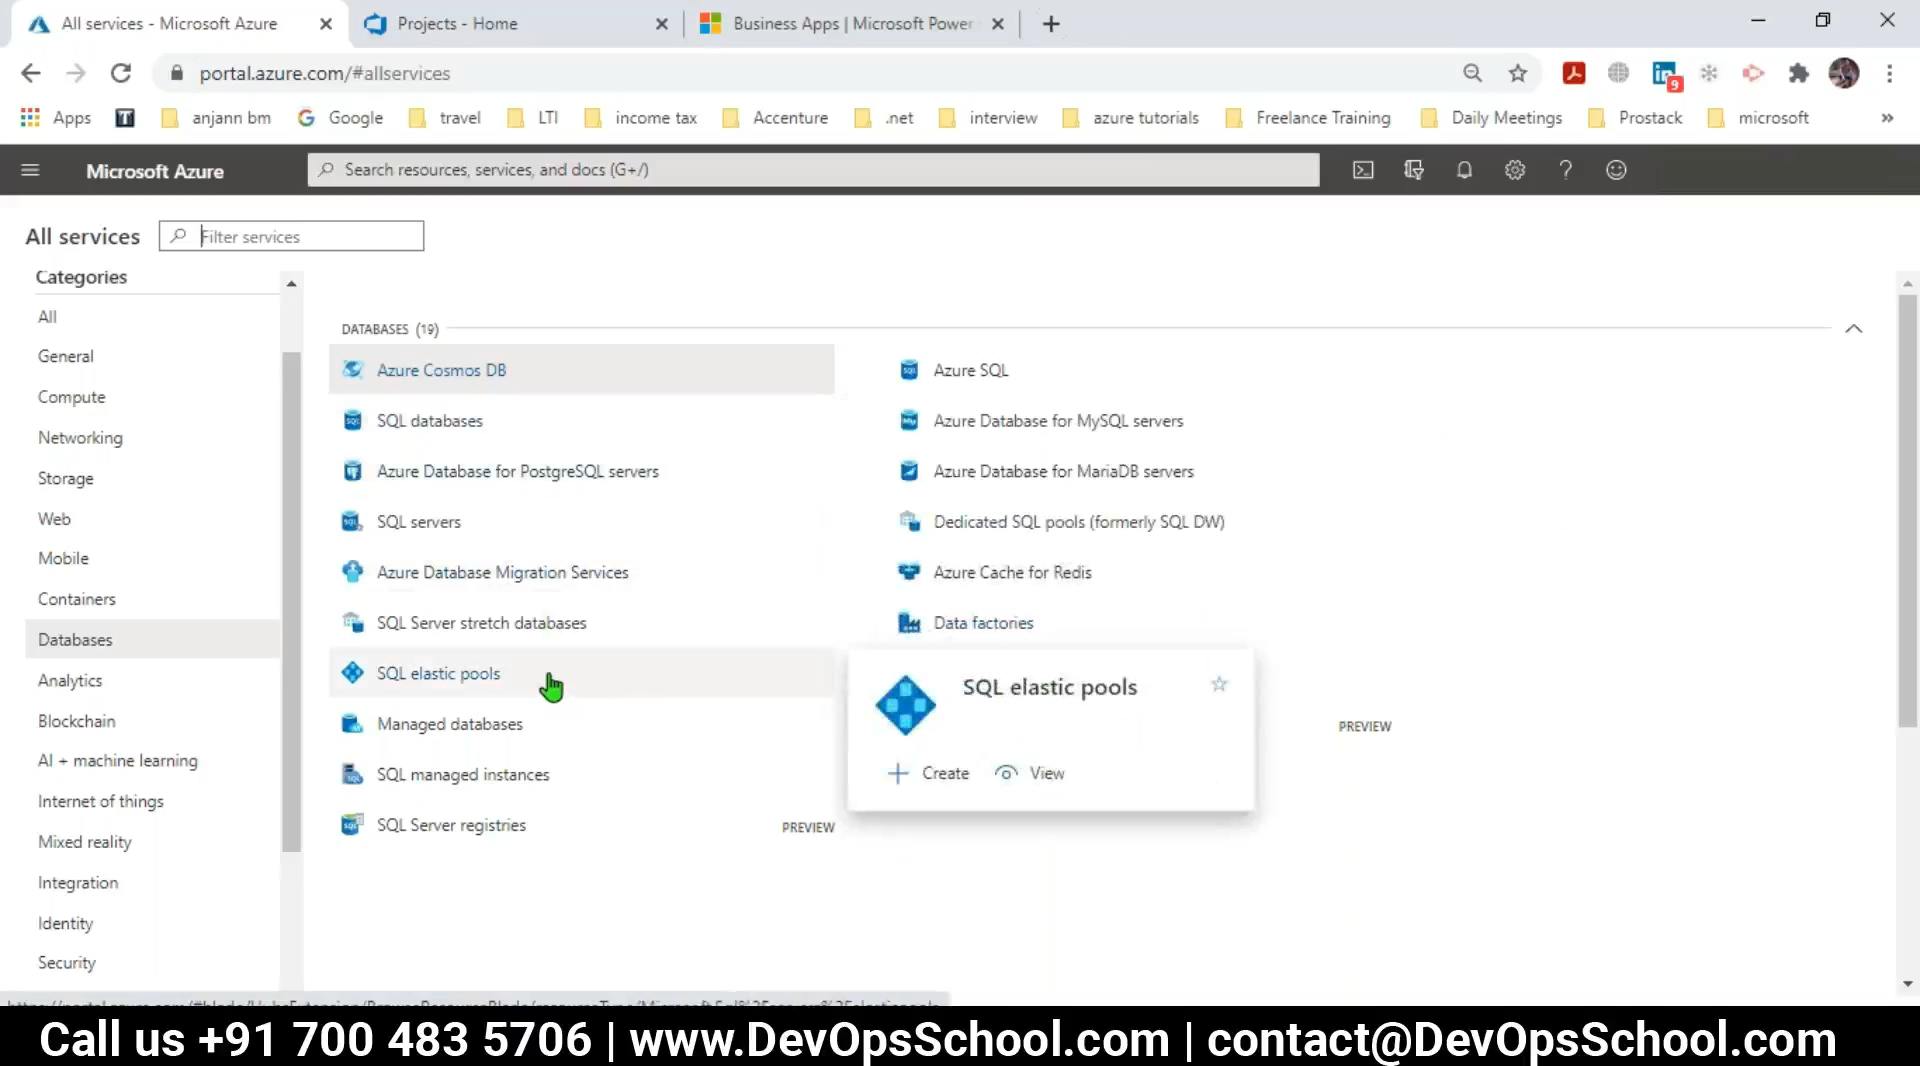 All services - Microsoft Azure
Projects - Home
Business Apps | Microsoft Power
portal.azure.com/#allservices
9
Apps
anjann bm
Google
travel
LTI
income tax
Accenture
.net
interview
azure tutorials
Freelance Training
Daily Meetings
Prostack
microsoft
»
Microsoft Azure
Search resources, services, and docs (G+/)
All services
Filter services
Categories
All
General
Compute
Networking
Storage
Web
Mobile
Containers
Databases
Analytics
Blockchain
AI + machine learning
Internet of things
Mixed reality
Integration
Identity
Security
DATABASES (19)
Azure Cosmos DB
Azure SQL
SQL databases
Azure Database for MySQL servers
Azure Database for PostgreSQL servers
Azure Database for MariaDB servers
SQL servers
Dedicated SQL pools (formerly SQL DW)
Azure Database Migration Services
Azure Cache for Redis
SQL Server stretch databases
Data factories
SQL elastic pools
SQL elastic pools
Managed databases
PREVIEW
Create
View
SQL managed instances
SQL Server registries
PREVIEW
Call us +91 700 483 5706 | www.DevOpsSchool.com | contact@DevOpsSchool.com